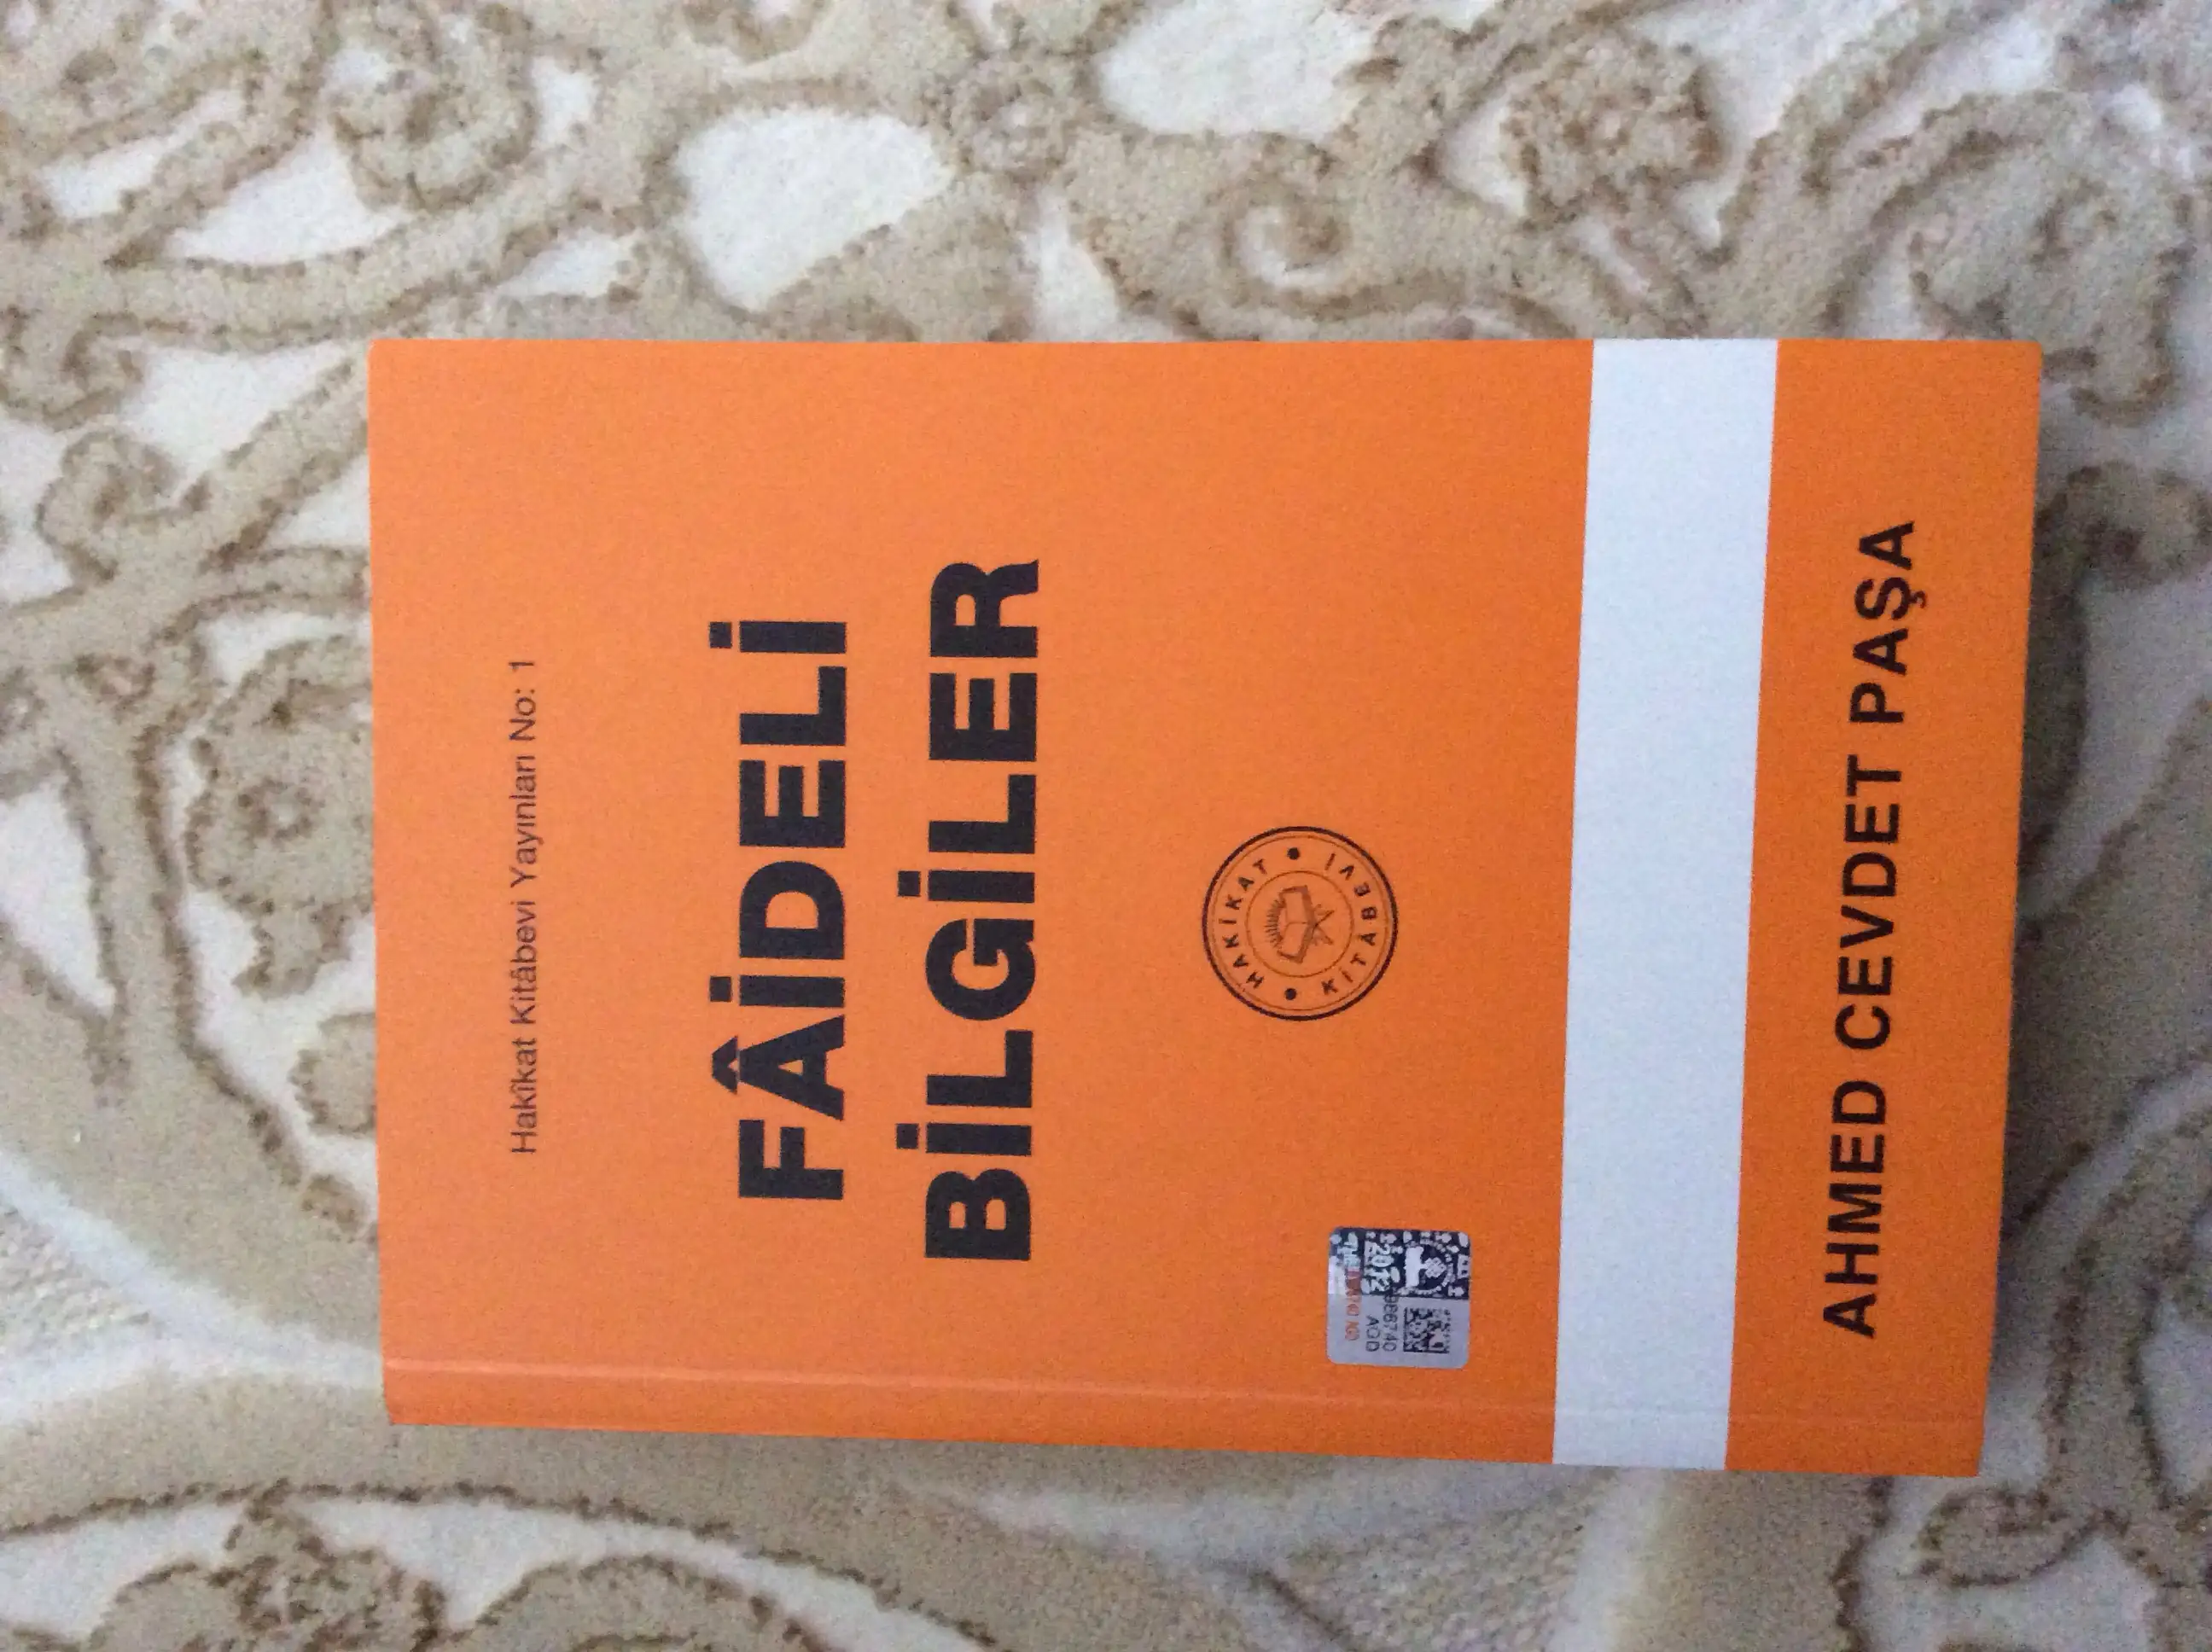 Hakîkat Kitâbevi Yayınları No: 1
FÂİDELİ
BİLGİLER
HAKÎKAT
KİTÂBEVİ
AHMED CEVDET PAŞA